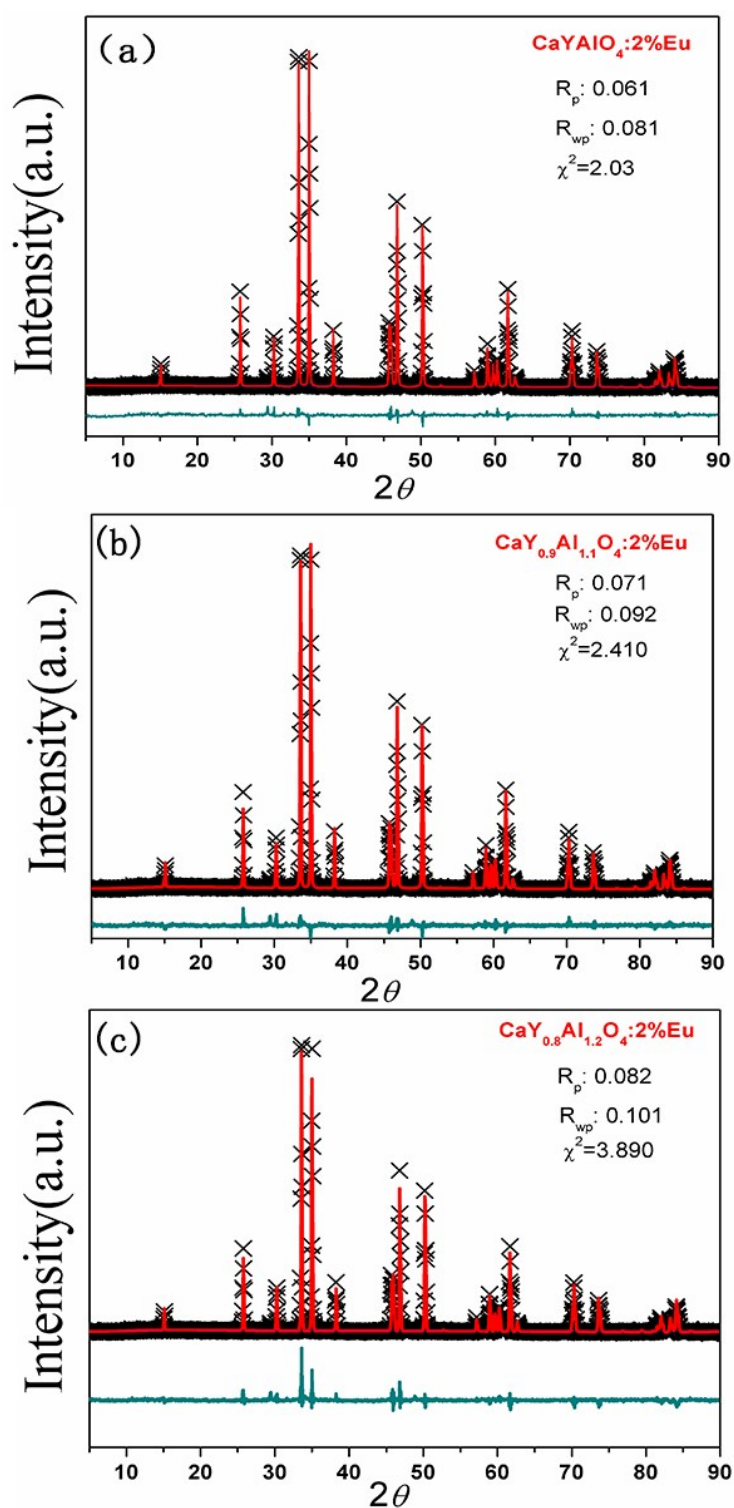 (a)
CaYAlO₄:2%Eu
Rₚ: 0.061
R_wp: 0.081
χ²=2.03
Intensity(a.u.)
10 20 30 40 50 60 70 80 90
2θ
(b)
CaY₀.₉Al₁.₁O₄:2%Eu
Rₚ: 0.071
R_wp: 0.092
χ²=2.410
Intensity(a.u.)
10 20 30 40 50 60 70 80 90
2θ
(c)
CaY₀.₈Al₁.₂O₄:2%Eu
Rₚ: 0.082
R_wp: 0.101
χ²=3.890
Intensity(a.u.)
10 20 30 40 50 60 70 80 90
2θ